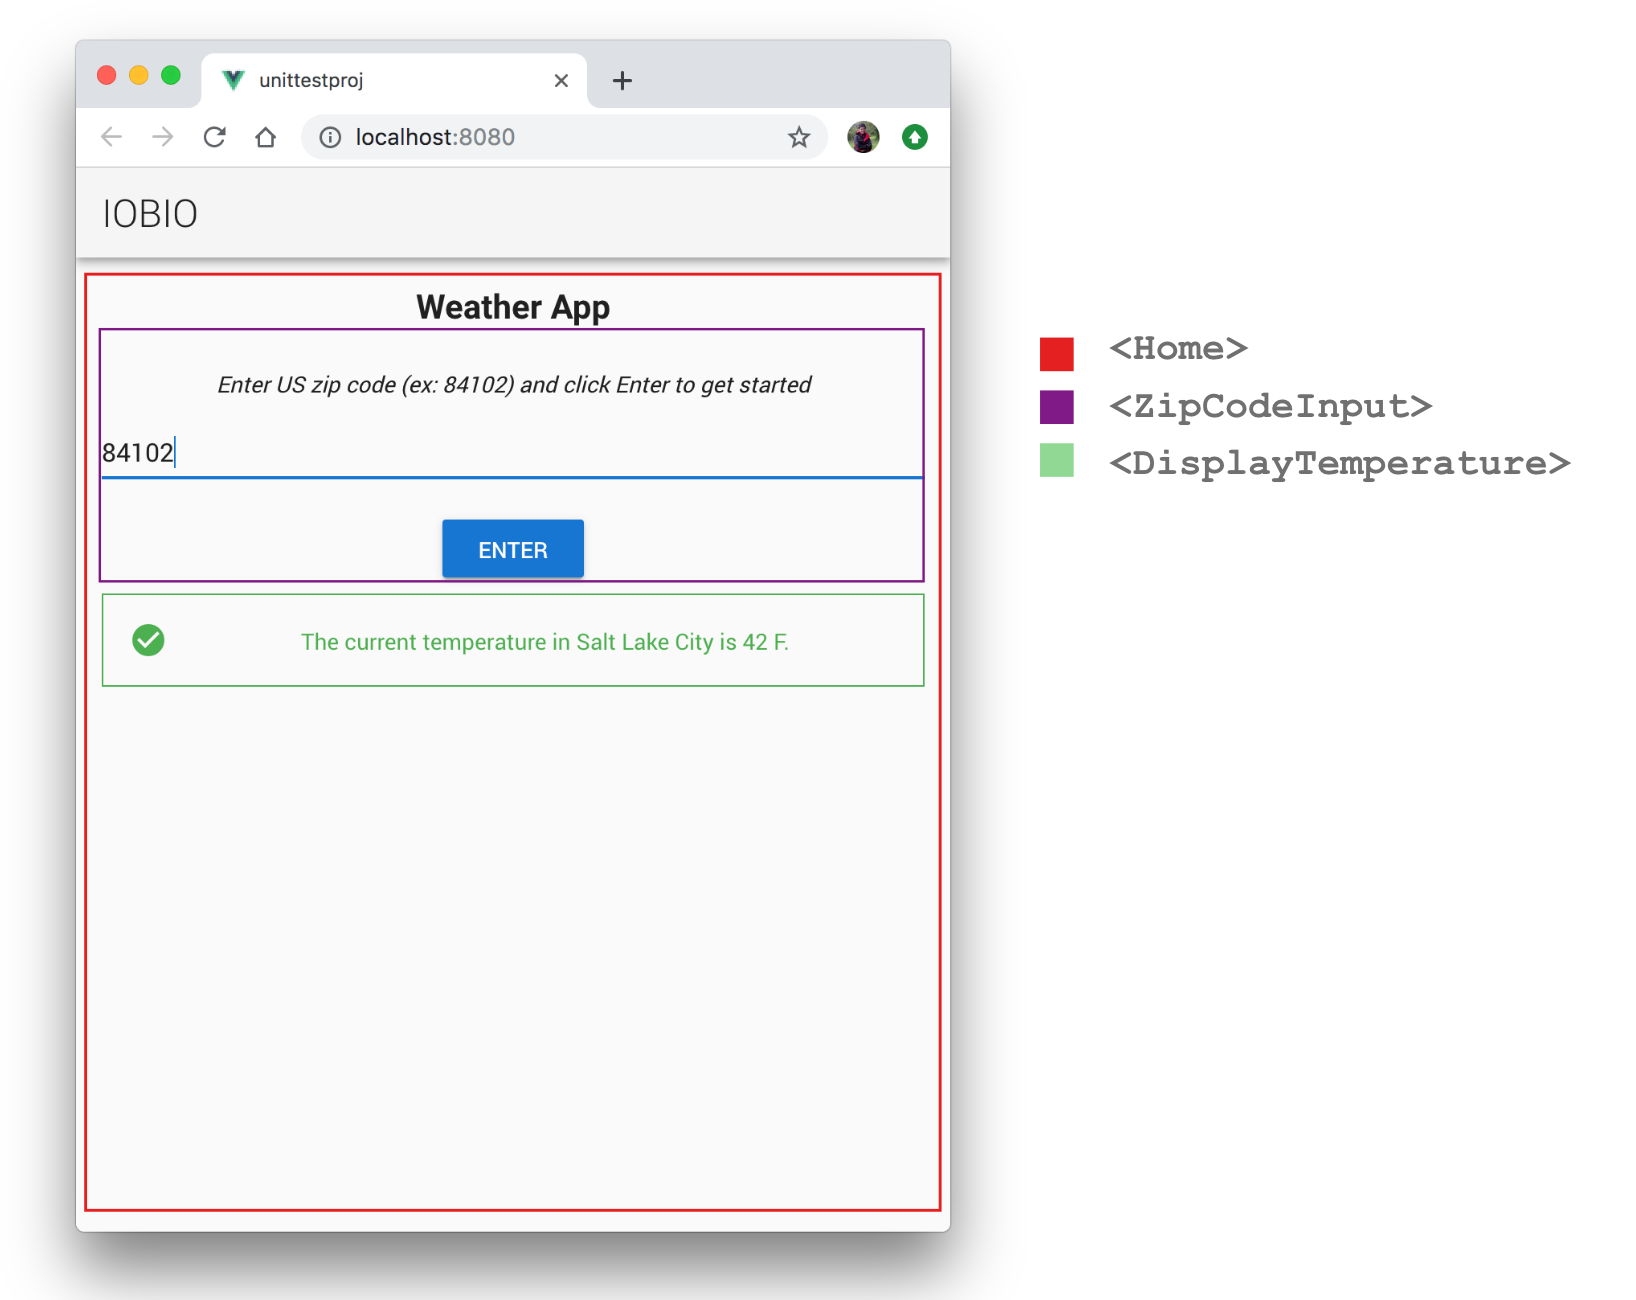 unittestproj
localhost:8080
IOBIO
Weather App
Enter US zip code (ex: 84102) and click Enter to get started
84102
ENTER
The current temperature in Salt Lake City is 42 F.
<Home>
<ZipCodeInput>
<DisplayTemperature>